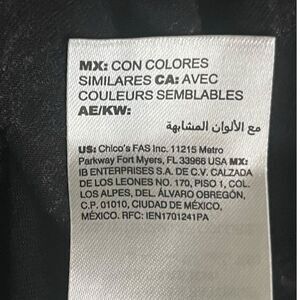 MX: CON COLORES
SIMILARES CA: AVEC
COULEURS SEMBLABLES
AE/KW:
مع الألوان المشابهة
US: Chico's FAS Inc. 11215 Metro
Parkway Fort Myers, FL 33966 USA MX:
IB ENTERPRISES S.A. DE C.V. CALZADA
DE LOS LEONES NO. 170, PISO 1, COL.
LOS ALPES, DEL. ÁLVARO OBREGÓN,
C.P. 01010, CIUDAD DE MÉXICO,
MÉXICO. RFC: IEN1701241PA